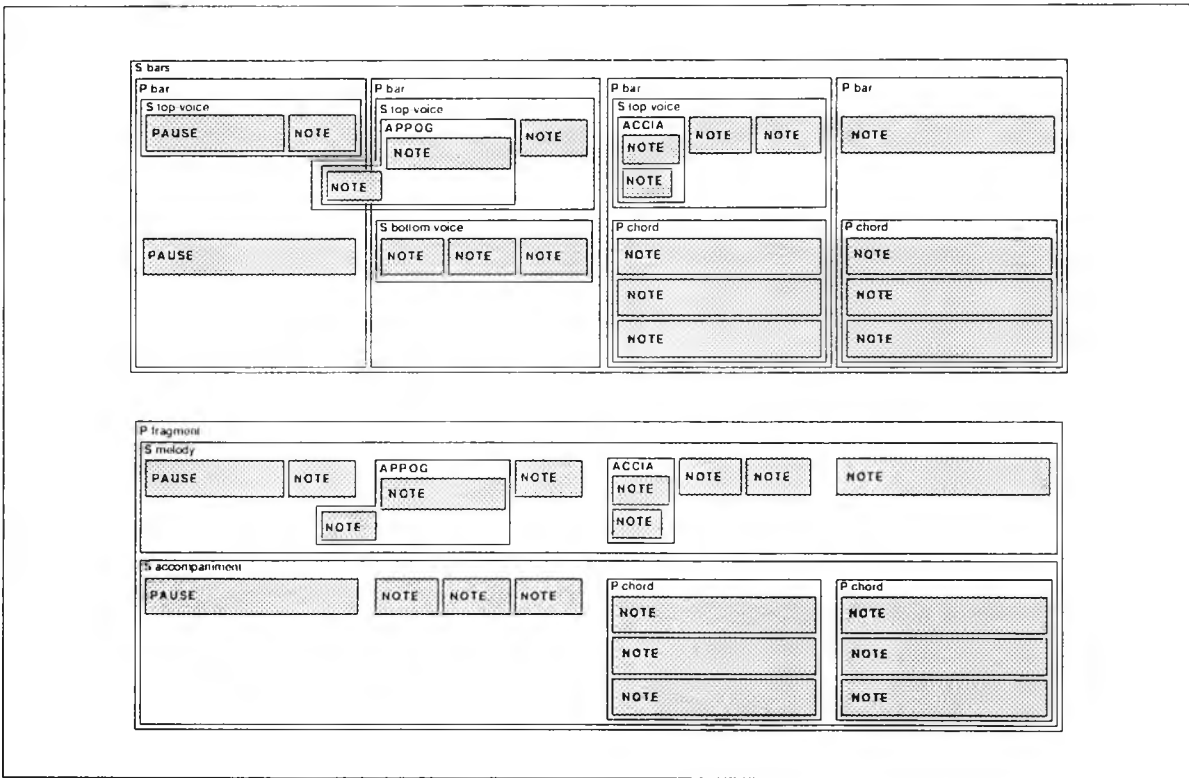 S bars
P bar P bar P bar P bar
S top voice S top voice S top voice
PAUSE NOTE APPOG NOTE ACCIA NOTE NOTE NOTE
NOTE NOTE
NOTE NOTE
S bottom voice P chord P chord
PAUSE NOTE NOTE NOTE NOTE NOTE
NOTE NOTE
NOTE NOTE
P fragment
S melody
PAUSE NOTE APPOG NOTE ACCIA NOTE NOTE NOTE
NOTE NOTE
NOTE NOTE
S accompaniment
PAUSE NOTE NOTE NOTE P chord P chord
NOTE NOTE
NOTE NOTE
NOTE NOTE